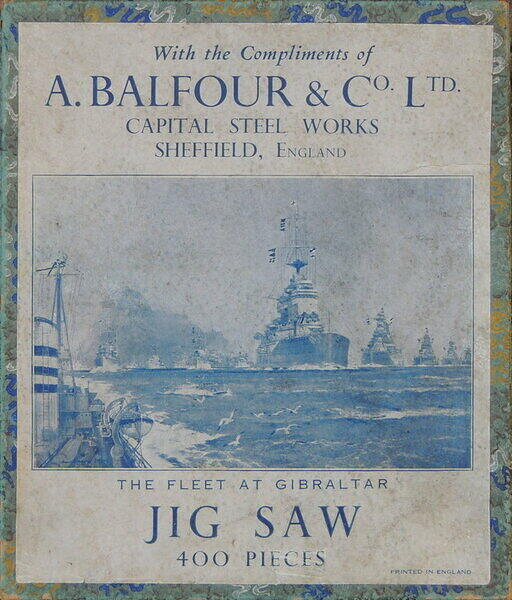 With the Compliments of
A. BALFOUR & CO. LTD.
CAPITAL STEEL WORKS
SHEFFIELD, ENGLAND
THE FLEET AT GIBRALTAR
JIG SAW
400 PIECES
PRINTED IN ENGLAND